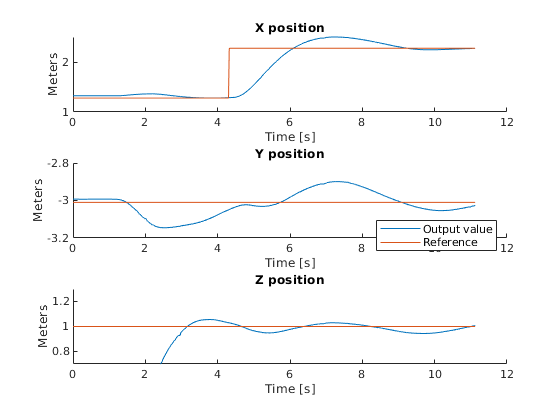 X position
Meters
2
1
0
2
4
6
8
10
12
Time [s]
Y position
Meters
-2.8
-3
-3.2
Output value
Reference
0
2
4
6
8
10
12
Time [s]
Z position
Meters
1.2
1
0.8
0
2
4
6
8
10
12
Time [s]